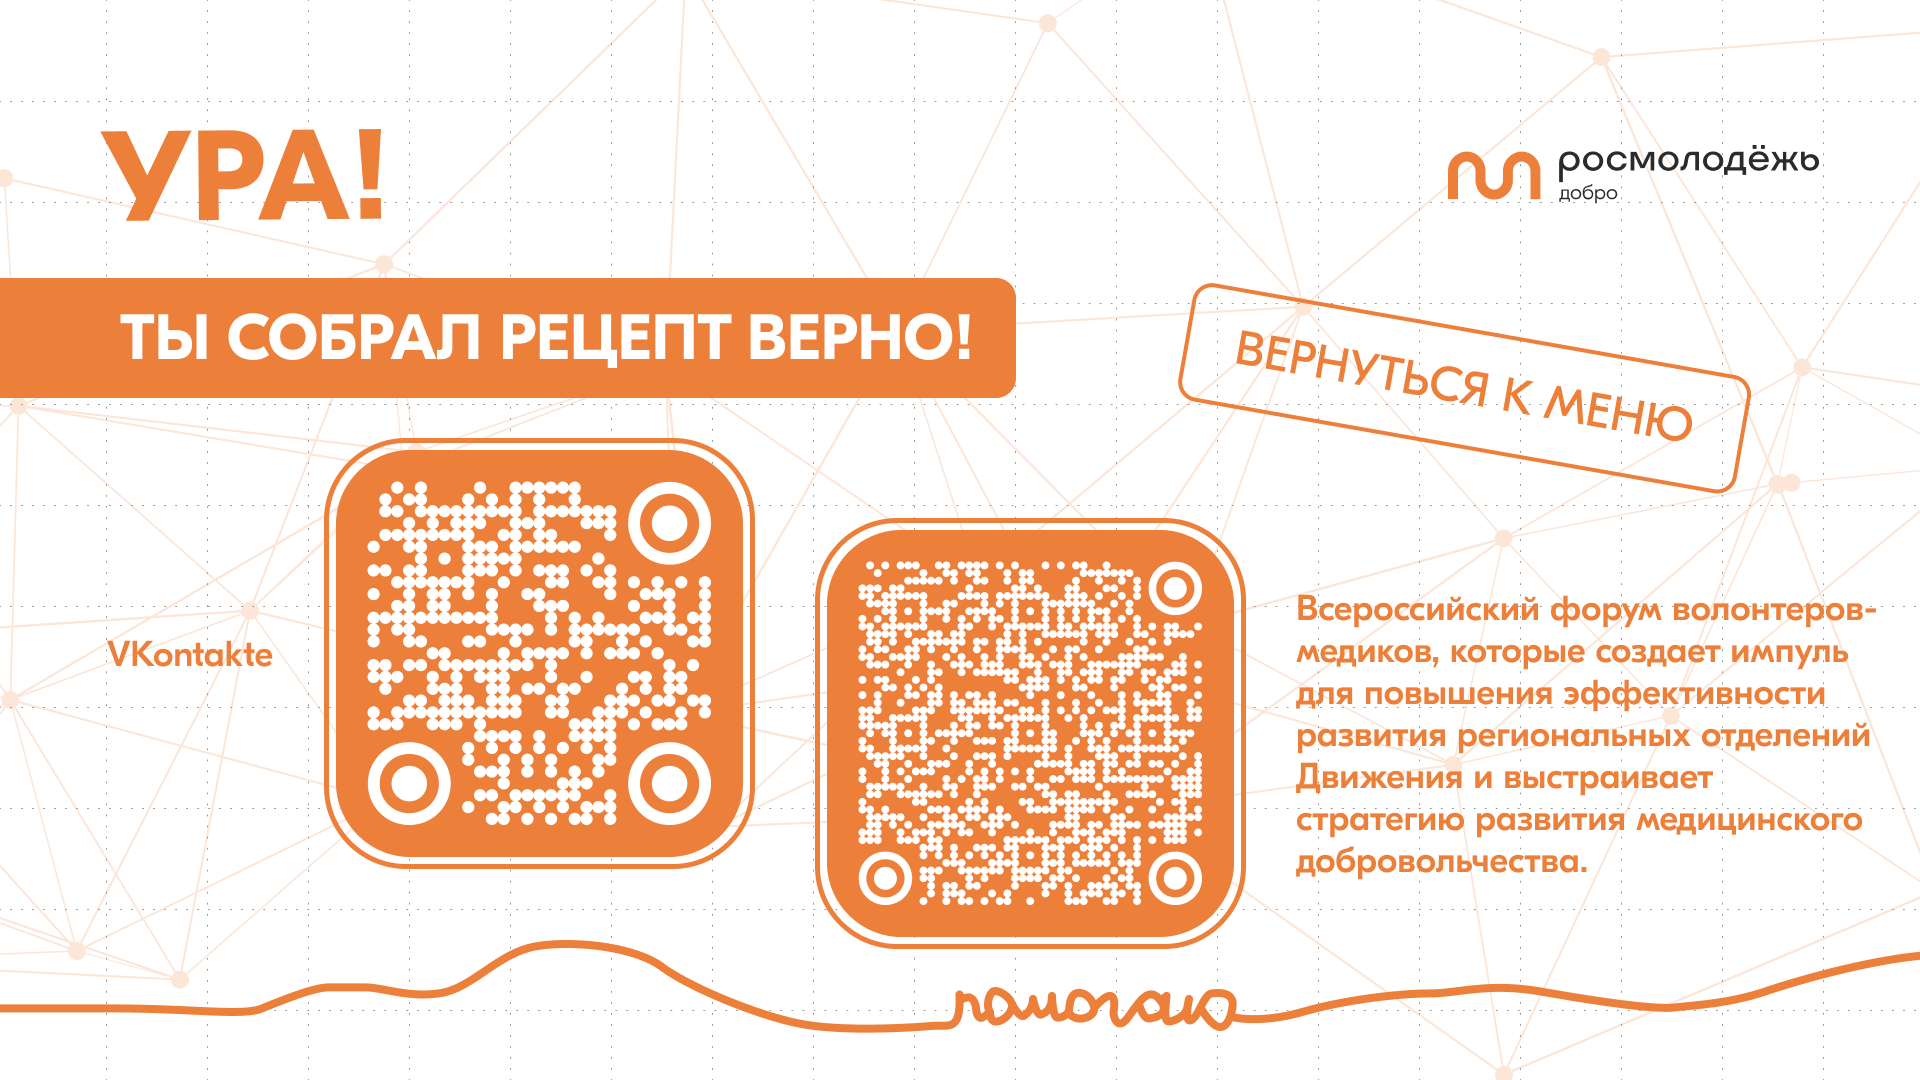 УРА!
росмолодёжь
добро
ТЫ СОБРАЛ РЕЦЕПТ ВЕРНО!
ВЕРНУТЬСЯ К МЕНЮ
VKontakte
Всероссийский форум волонтеров-
медиков, которые создает импуль
для повышения эффективности
развития региональных отделений
Движения и выстраивает
стратегию развития медицинского
добровольчества.
помогаю